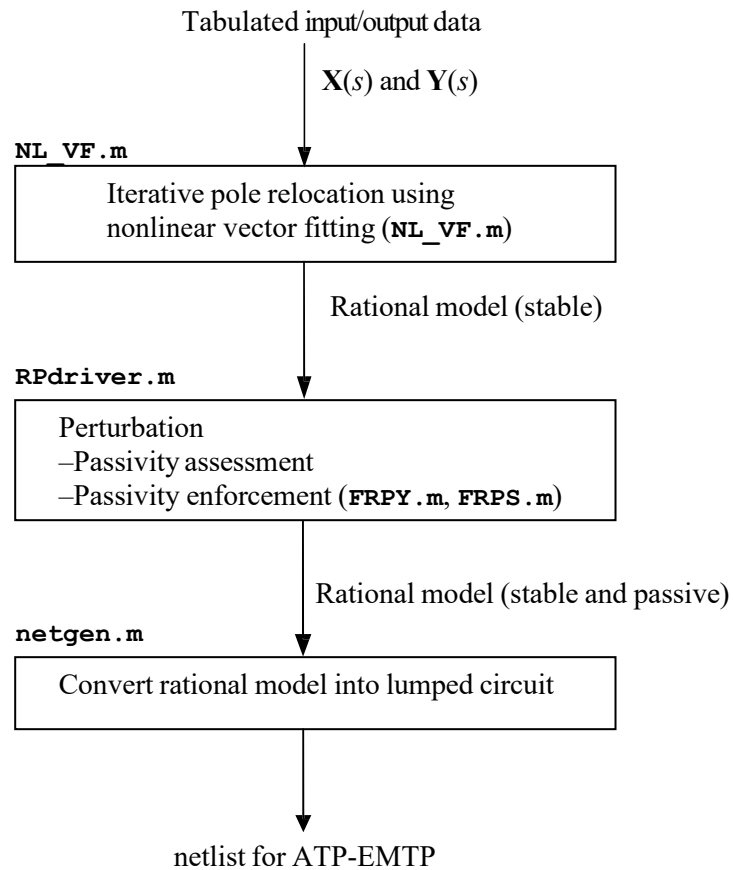 Tabulated input/output data
X(s) and Y(s)
NL_VF.m
Iterative pole relocation using
nonlinear vector fitting (NL_VF.m)
Rational model (stable)
RPdriver.m
Perturbation
–Passivity assessment
–Passivity enforcement (FRPY.m, FRPS.m)
Rational model (stable and passive)
netgen.m
Convert rational model into lumped circuit
netlist for ATP-EMTP